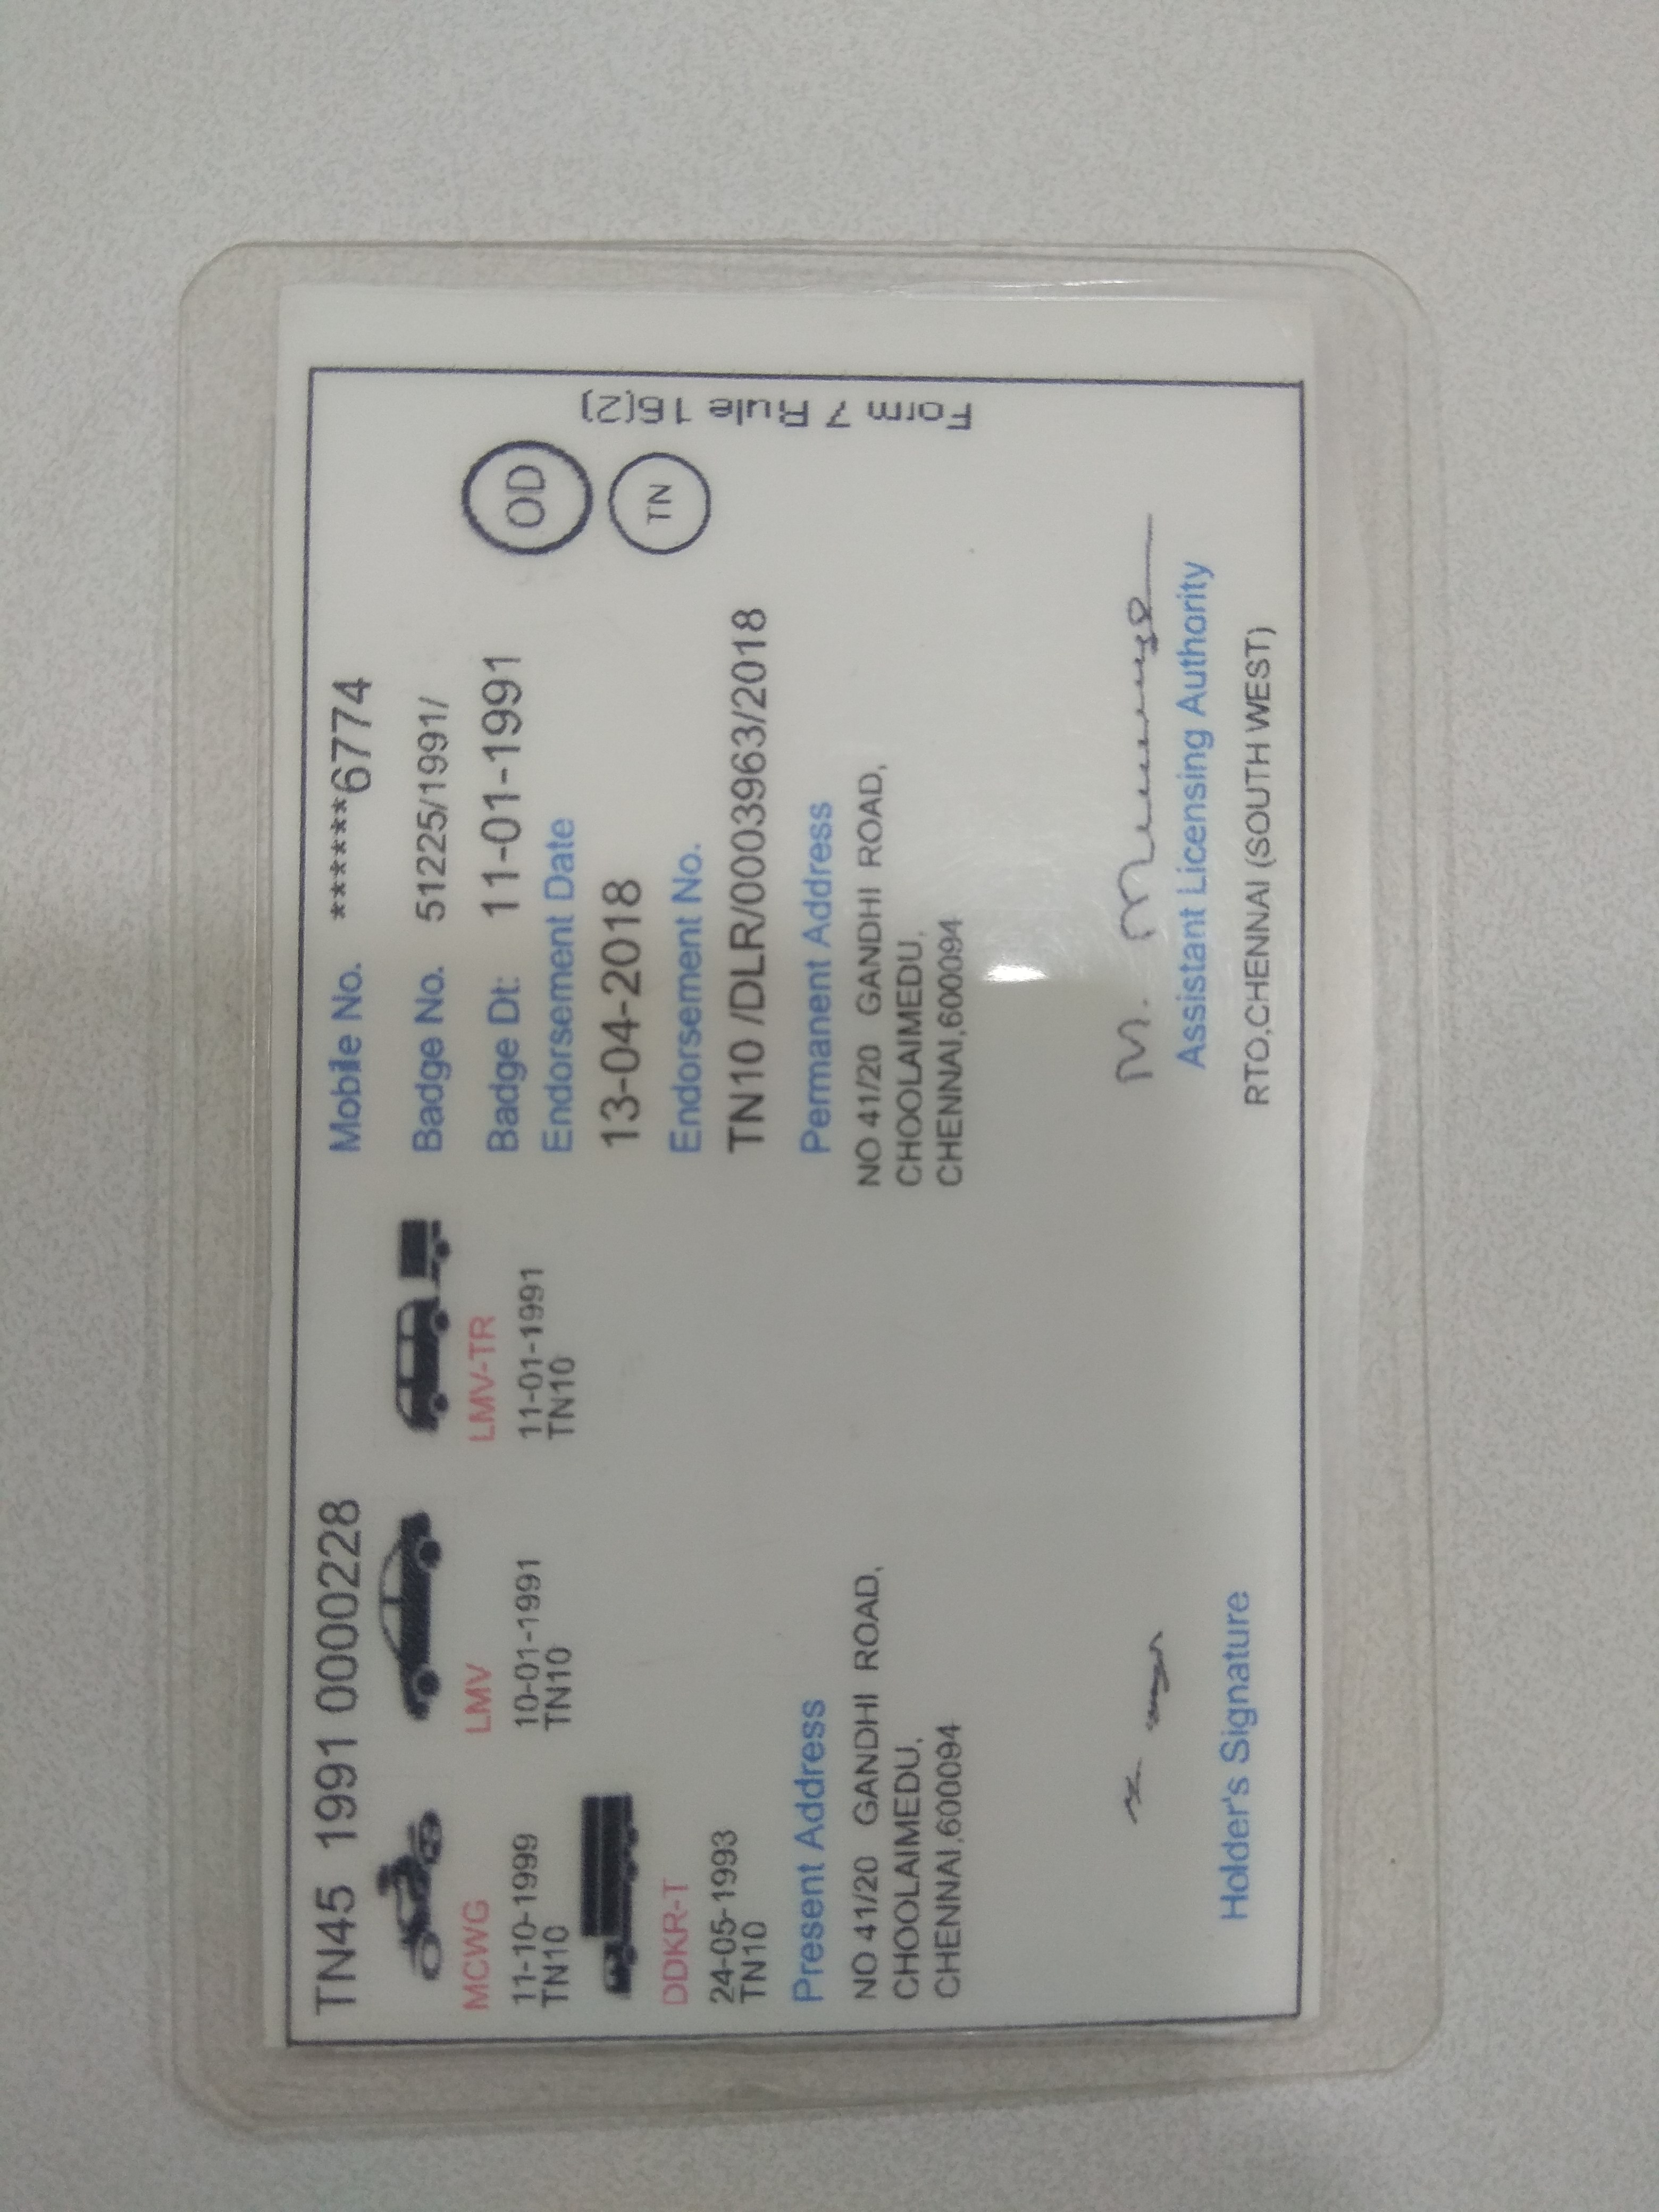 TN45 1991 0000228
MCWG
11-10-1999
TN10
LMV
10-01-1991
TN10
LMV-TR
11-01-1991
TN10
DDKR-T
24-05-1993
TN10
Mobile No. ******6774
Badge No. 51225/1991/
Badge Dt: 11-01-1991
Endorsement Date
13-04-2018
Endorsement No.
TN10 /DLR/0003963/2018
OD
TN
Form 7 Rule 16(2)
Present Address
NO 41/20 GANDHI ROAD,
CHOOLAIMEDU,
CHENNAI,600094
Permanent Address
NO 41/20 GANDHI ROAD,
CHOOLAIMEDU,
CHENNAI,600094
Holder's Signature
Assistant Licensing Authority
RTO,CHENNAI (SOUTH WEST)